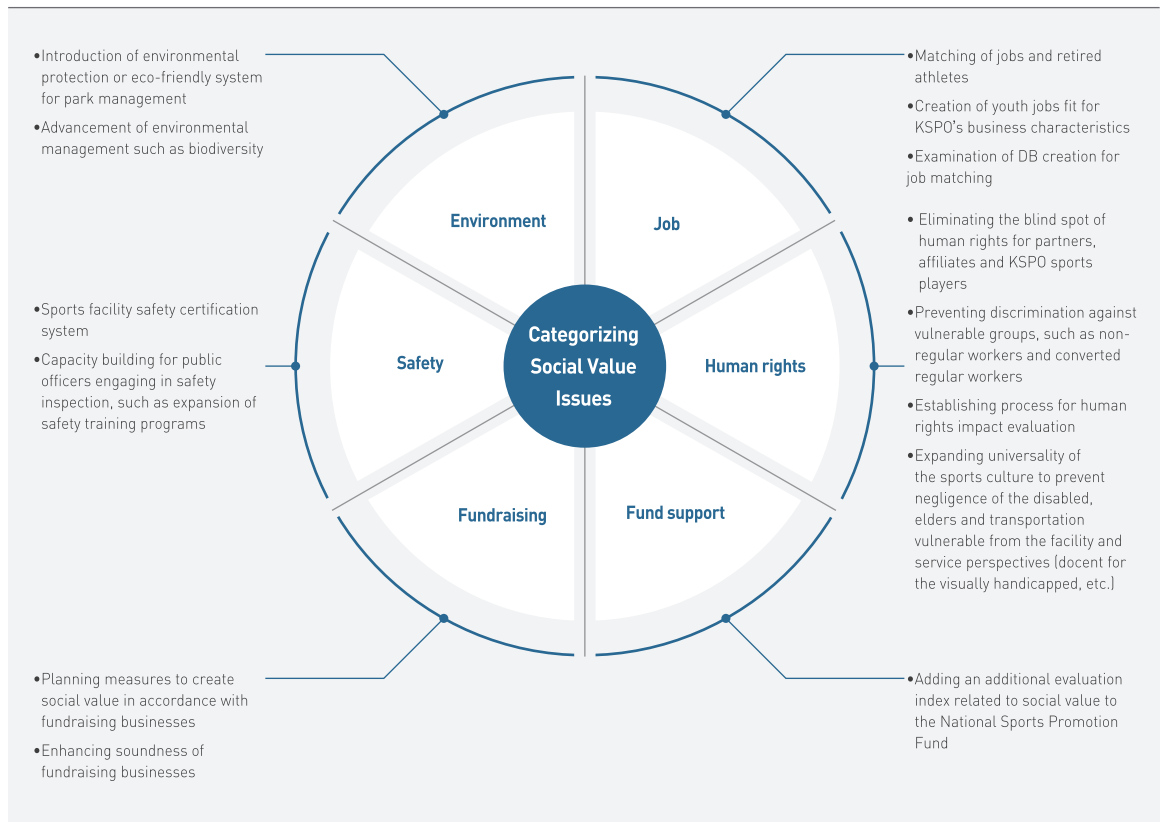 •Introduction of environmental
protection or eco-friendly system
for park management
•Advancement of environmental
management such as biodiversity
•Matching of jobs and retired
athletes
•Creation of youth jobs fit for
KSPO's business characteristics
•Examination of DB creation for
job matching
Environment
Job
• Eliminating the blind spot of
human rights for partners,
affiliates and KSPO sports
players
•Preventing discrimination against
vulnerable groups, such as non-
regular workers and converted
regular workers
•Establishing process for human
rights impact evaluation
•Expanding universality of
the sports culture to prevent
negligence of the disabled,
elders and transportation
vulnerable from the facility and
service perspectives (docent for
the visually handicapped, etc.)
•Sports facility safety certification
system
•Capacity building for public
officers engaging in safety
inspection, such as expansion of
safety training programs
Safety
Categorizing
Social Value
Issues
Human rights
Fundraising
Fund support
•Planning measures to create
social value in accordance with
fundraising businesses
•Enhancing soundness of
fundraising businesses
•Adding an additional evaluation
index related to social value to
the National Sports Promotion
Fund